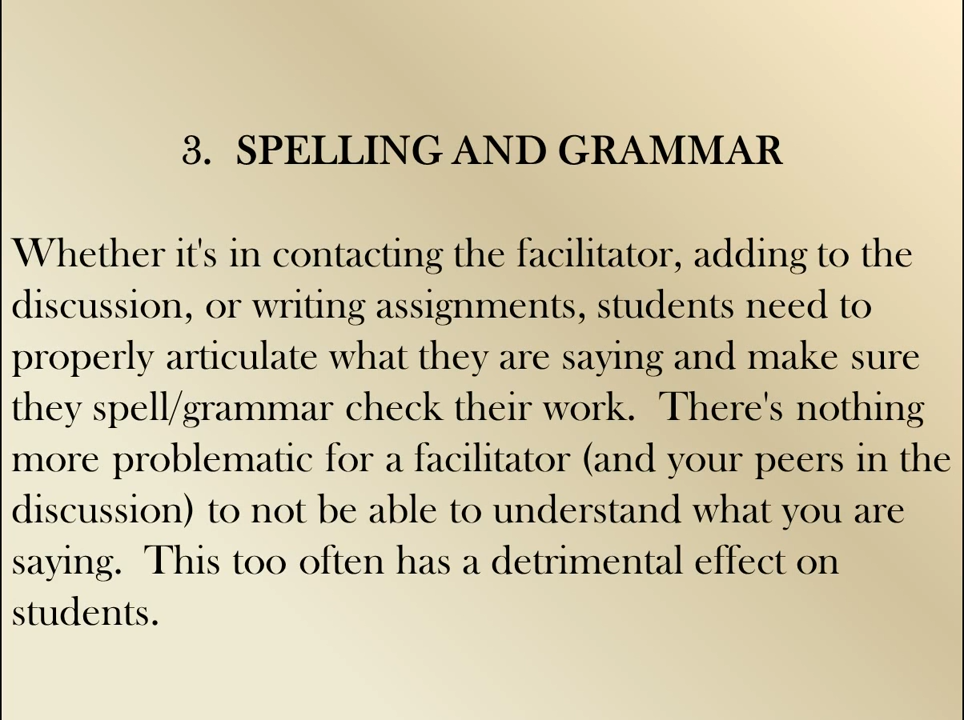 3. SPELLING AND GRAMMAR
Whether it's in contacting the facilitator, adding to the
discussion, or writing assignments, students need to
properly articulate what they are saying and make sure
they spell/grammar check their work. There's nothing
more problematic for a facilitator (and your peers in the
discussion) to not be able to understand what you are
saying. This too often has a detrimental effect on
students.